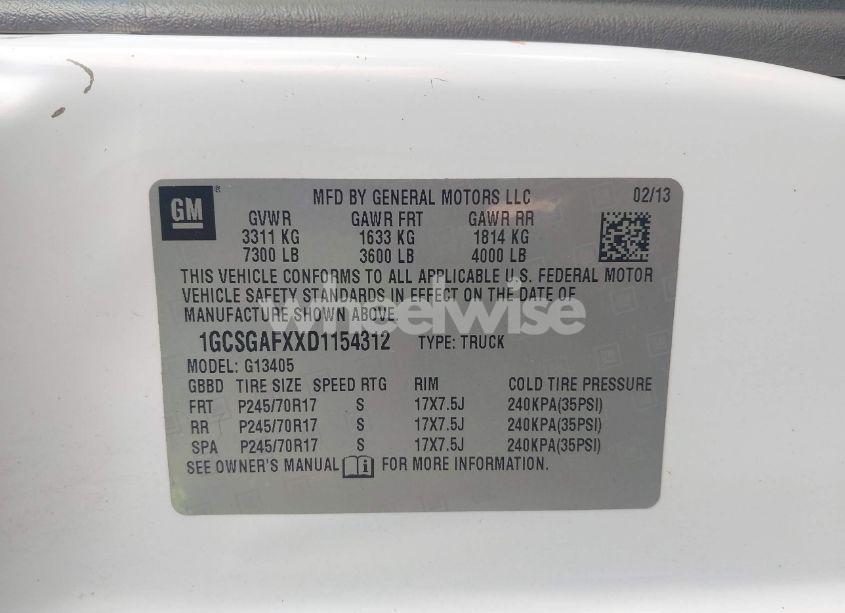 GM
MFD BY GENERAL MOTORS LLC 02/13
GVWR GAWR FRT GAWR RR
3311 KG 1633 KG 1814 KG
7300 LB 3600 LB 4000 LB
THIS VEHICLE CONFORMS TO ALL APPLICABLE U.S. FEDERAL MOTOR
VEHICLE SAFETY STANDARDS IN EFFECT ON THE DATE OF
MANUFACTURE SHOWN ABOVE.
wheelwise
1GCSGAFXXD1154312 TYPE: TRUCK
MODEL: G13405
GBBD TIRE SIZE SPEED RTG RIM COLD TIRE PRESSURE
FRT P245/70R17 S 17X7.5J 240KPA(35PSI)
RR P245/70R17 S 17X7.5J 240KPA(35PSI)
SPA P245/70R17 S 17X7.5J 240KPA(35PSI)
SEE OWNER'S MANUAL FOR MORE INFORMATION.